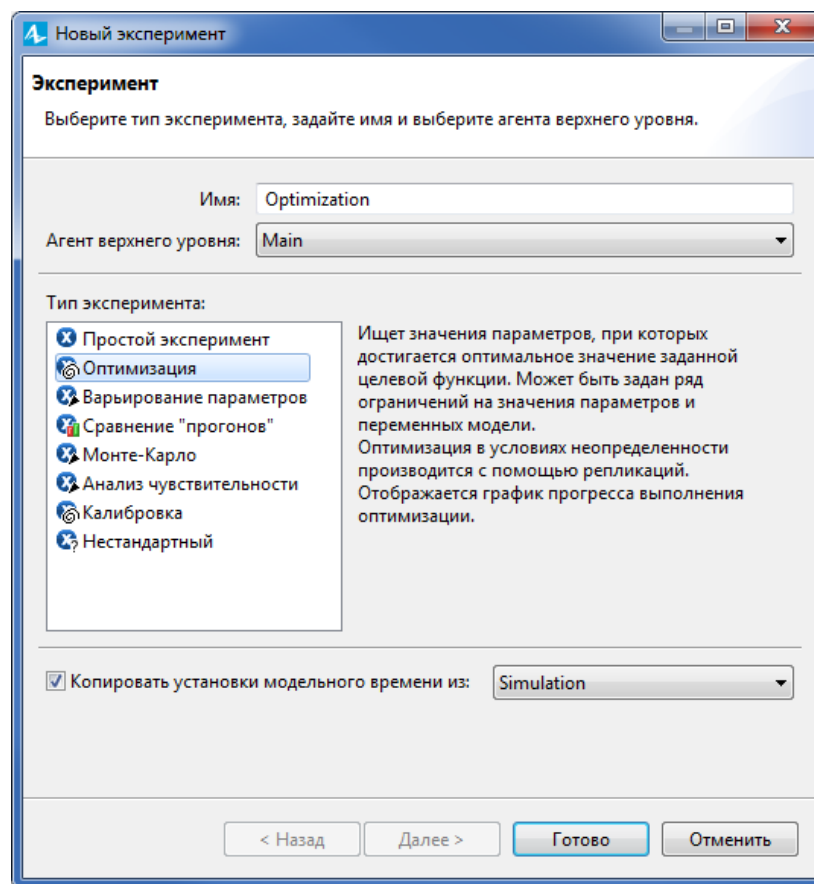 Новый эксперимент
Эксперимент
Выберите тип эксперимента, задайте имя и выберите агента верхнего уровня.
Имя: Optimization
Агент верхнего уровня: Main
Тип эксперимента:
Простой эксперимент
Оптимизация
Варьирование параметров
Сравнение "прогонов"
Монте-Карло
Анализ чувствительности
Калибровка
Нестандартный
Ищет значения параметров, при которых
достигается оптимальное значение заданной
целевой функции. Может быть задан ряд
ограничений на значения параметров и
переменных модели.
Оптимизация в условиях неопределенности
производится с помощью репликаций.
Отображается график прогресса выполнения
оптимизации.
Копировать установки модельного времени из: Simulation
< Назад Далее > Готово Отменить